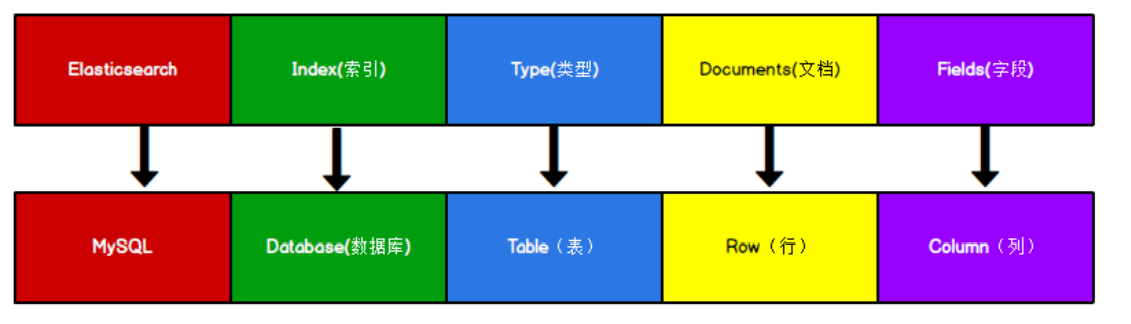 Elasticsearch
Index(索引)
Type(类型)
Documents(文档)
Fields(字段)
MySQL
Database(数据库)
Table（表）
Row（行）
Column（列）